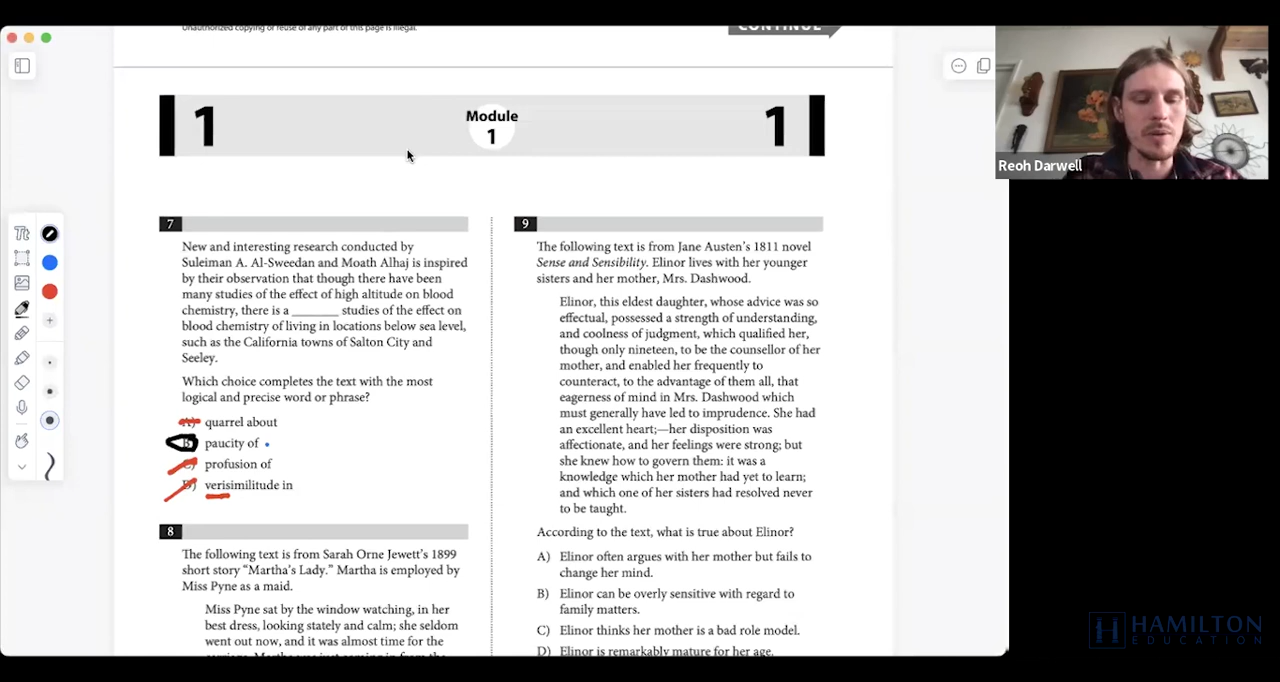 Unauthorized copying or reuse of any part of this page is illegal.
CONTINUE
1
Module
1
1
Reoh Darwell
7
New and interesting research conducted by
Suleiman A. Al-Sweedan and Moath Alhaj is inspired
by their observation that though there have been
many studies of the effect of high altitude on blood
chemistry, there is a _______ studies of the effect on
blood chemistry of living in locations below sea level,
such as the California towns of Salton City and
Seeley.
Which choice completes the text with the most
logical and precise word or phrase?
A) quarrel about
B) paucity of
C) profusion of
D) verisimilitude in
8
The following text is from Sarah Orne Jewett's 1899
short story "Martha's Lady." Martha is employed by
Miss Pyne as a maid.
Miss Pyne sat by the window watching, in her
best dress, looking stately and calm; she seldom
went out now, and it was almost time for the
9
The following text is from Jane Austen's 1811 novel
Sense and Sensibility. Elinor lives with her younger
sisters and her mother, Mrs. Dashwood.
Elinor, this eldest daughter, whose advice was so
effectual, possessed a strength of understanding,
and coolness of judgment, which qualified her,
though only nineteen, to be the counsellor of her
mother, and enabled her frequently to
counteract, to the advantage of them all, that
eagerness of mind in Mrs. Dashwood which
must generally have led to imprudence. She had
an excellent heart;—her disposition was
affectionate, and her feelings were strong; but
she knew how to govern them: it was a
knowledge which her mother had yet to learn;
and which one of her sisters had resolved never
to be taught.
According to the text, what is true about Elinor?
A) Elinor often argues with her mother but fails to
change her mind.
B) Elinor can be overly sensitive with regard to
family matters.
C) Elinor thinks her mother is a bad role model.
D) Elinor is remarkably mature for her age.
Tt
HAMILTON
EDUCATION